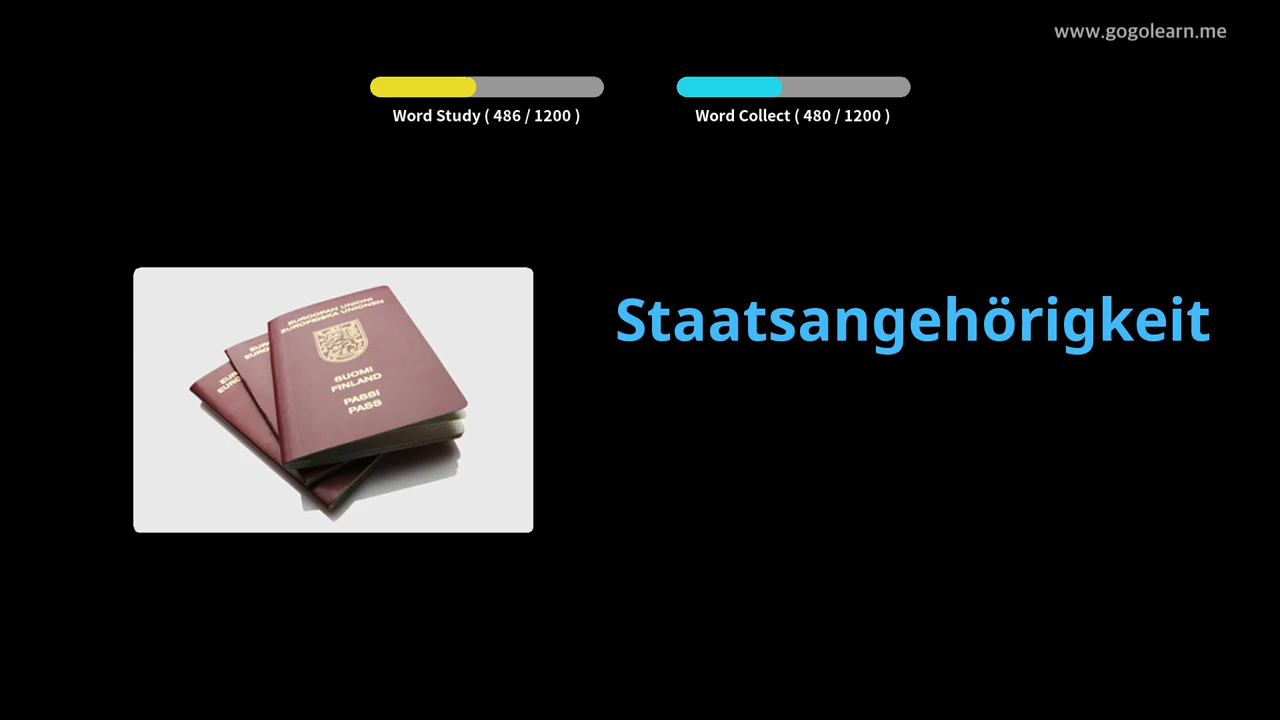 www.gogolearn.me
Word Study ( 486 / 1200 )
Word Collect ( 480 / 1200 )
Staatsangehörigkeit
EUROOPAN UNIONI
EUROPEISKA UNIONEN
SUOMI
FINLAND
PASSI
PASS